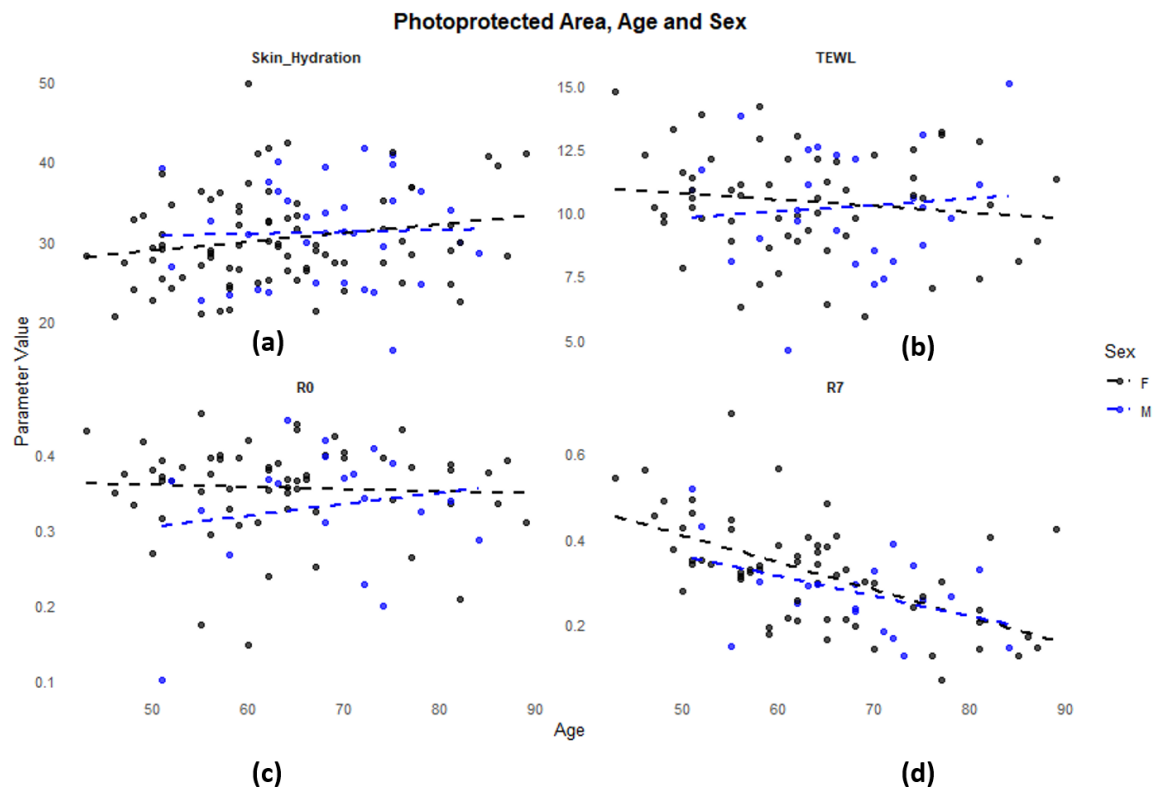 Photoprotected Area, Age and Sex
Skin_Hydration
TEWL
50
40
30
20
15.0
12.5
10.0
7.5
5.0
(a)
(b)
Parameter Value
R0
R7
0.4
0.3
0.2
0.1
0.6
0.4
0.2
Sex
F
M
50 60 70 80 90
50 60 70 80 90
Age
(c)
(d)